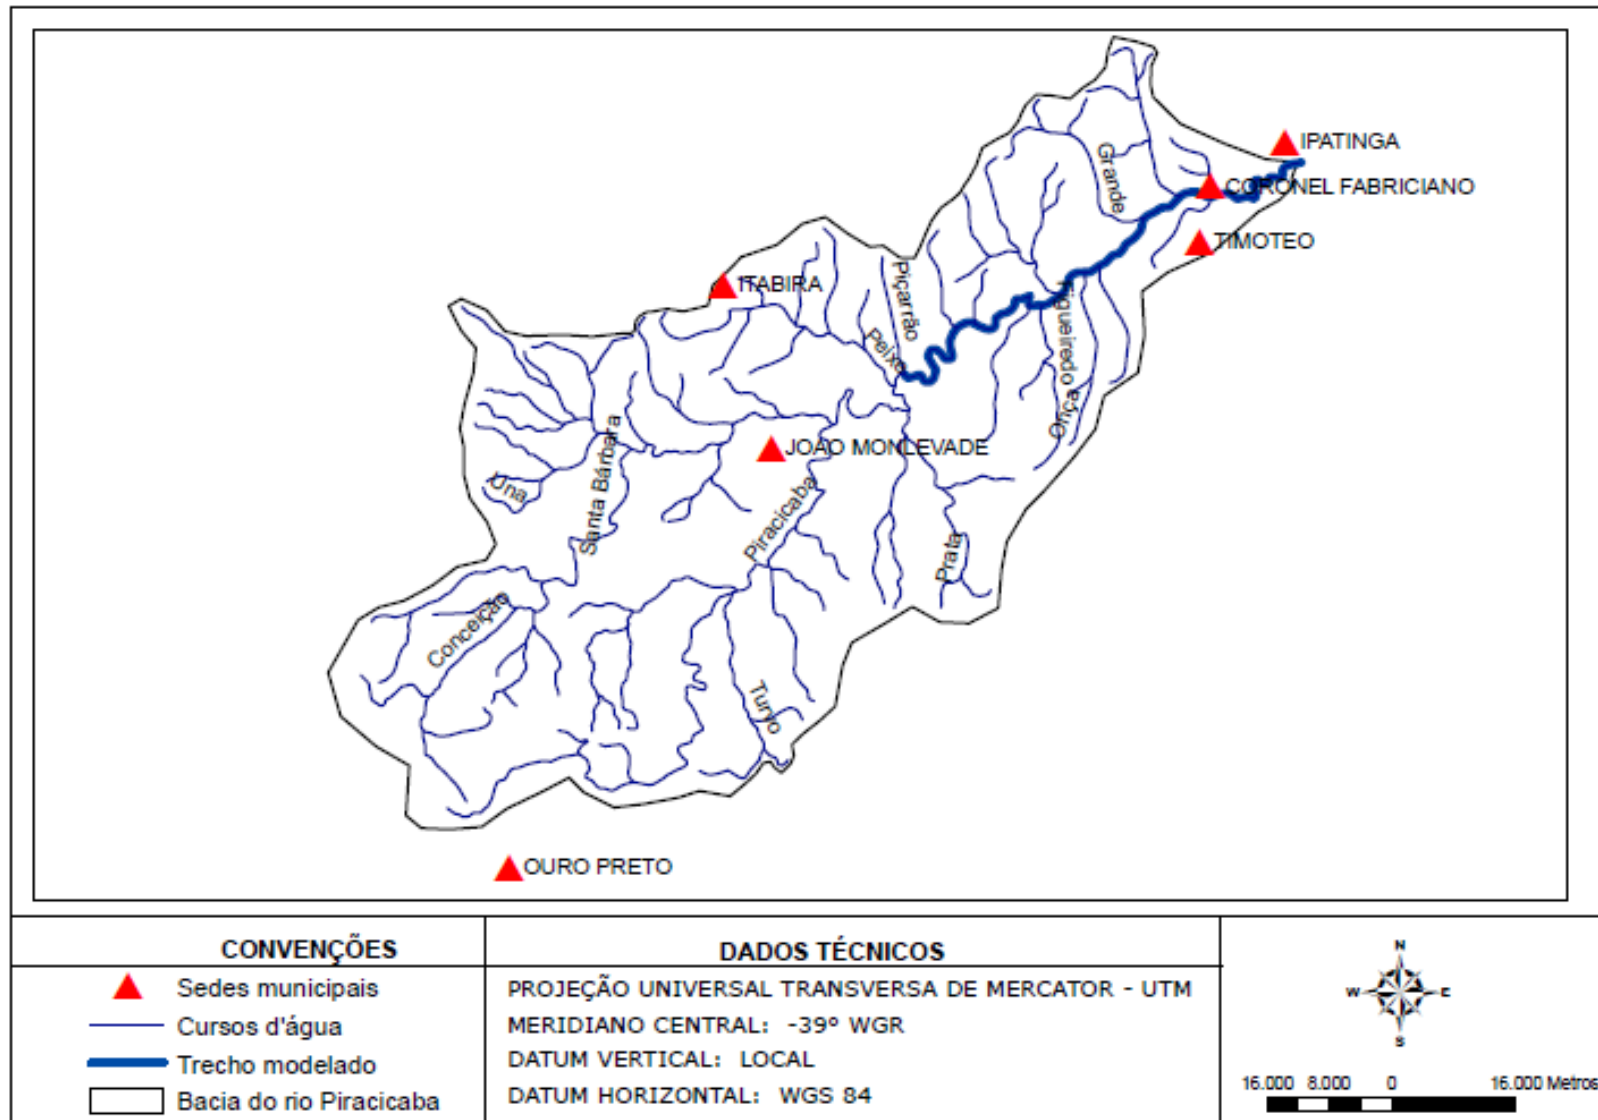 IPATINGA
Grande
CORONEL FABRICIANO
TIMOTEO
Piçarrão
ITABIRA
Figueiredo
Peixe
Onça
JOAO MONLEVADE
Santa Bárbara
Una
Piracicaba
Prata
Conceição
Turvo
OURO PRETO
CONVENÇÕES
Sedes municipais
Cursos d'água
Trecho modelado
Bacia do rio Piracicaba
DADOS TÉCNICOS
PROJEÇÃO UNIVERSAL TRANSVERSA DE MERCATOR - UTM
MERIDIANO CENTRAL: -39º WGR
DATUM VERTICAL: LOCAL
DATUM HORIZONTAL: WGS 84
N
W E
S
16.000 8.000 0 16.000 Metros